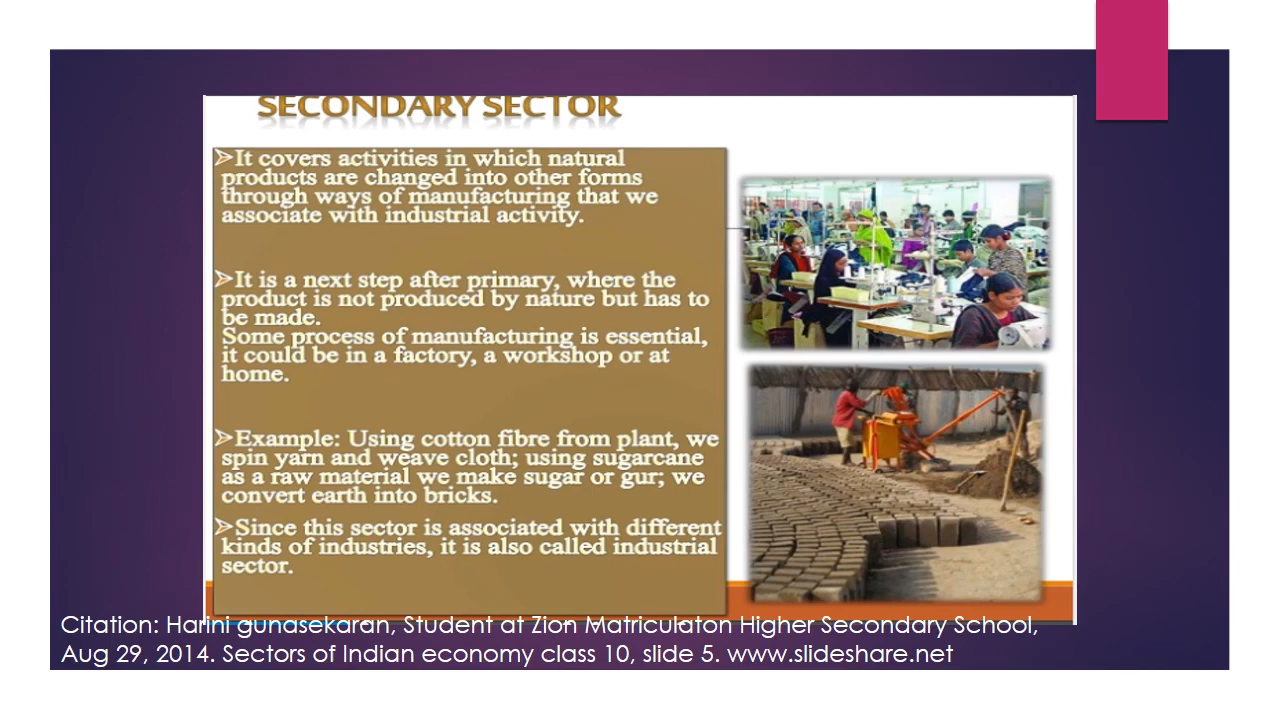 SECONDARY SECTOR
➢It covers activities in which natural
products are changed into other forms
through ways of manufacturing that we
associate with industrial activity.
➢It is a next step after primary, where the
product is not produced by nature but has to
be made.
Some process of manufacturing is essential,
it could be in a factory, a workshop or at
home.
➢Example: Using cotton fibre from plant, we
spin yarn and weave cloth; using sugarcane
as a raw material we make sugar or gur; we
convert earth into bricks.
➢Since this sector is associated with different
kinds of industries, it is also called industrial
sector.
Citation: Harini gunasekaran, Student at Zion Matriculaton Higher Secondary School,
Aug 29, 2014. Sectors of Indian economy class 10, slide 5. www.slideshare.net